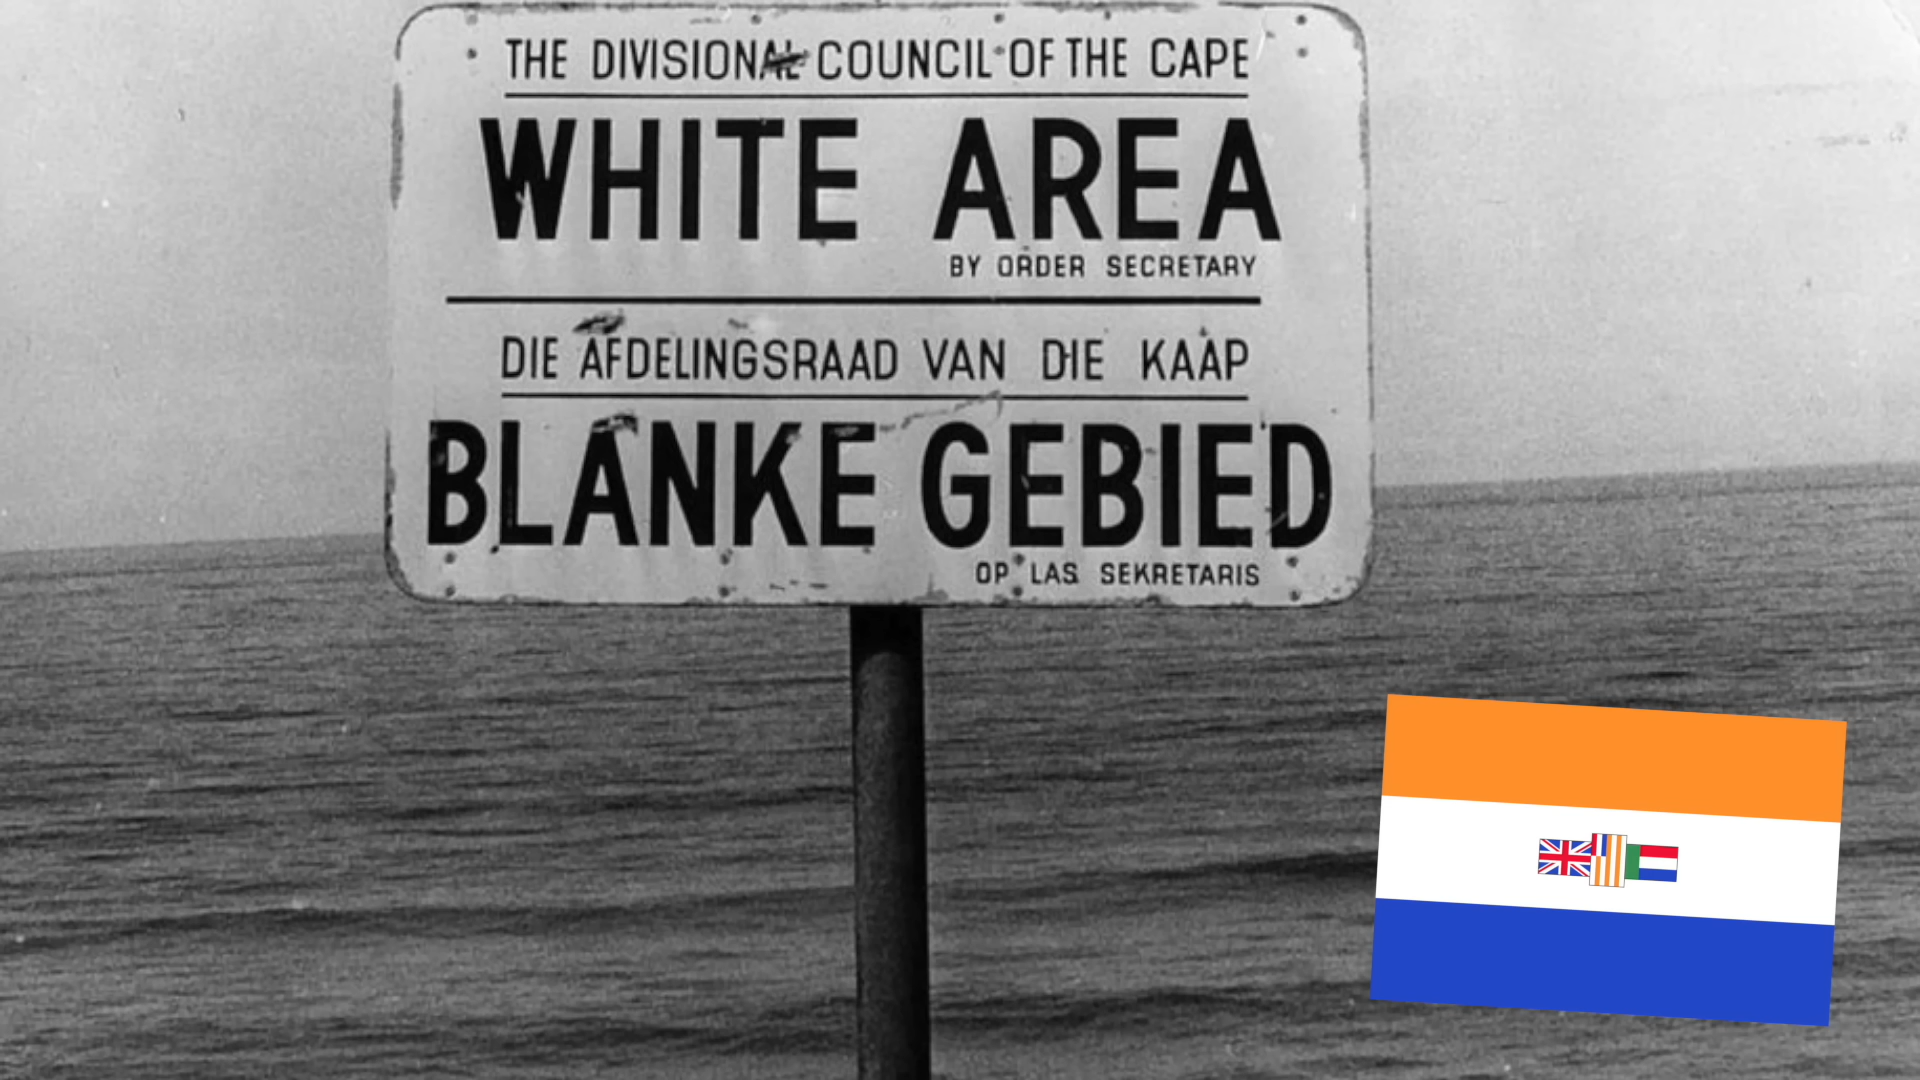 THE DIVISIONAL COUNCIL OF THE CAPE
WHITE AREA
BY ORDER SECRETARY
DIE AFDELINGSRAAD VAN DIE KAAP
BLANKE GEBIED
OP LAS SEKRETARIS